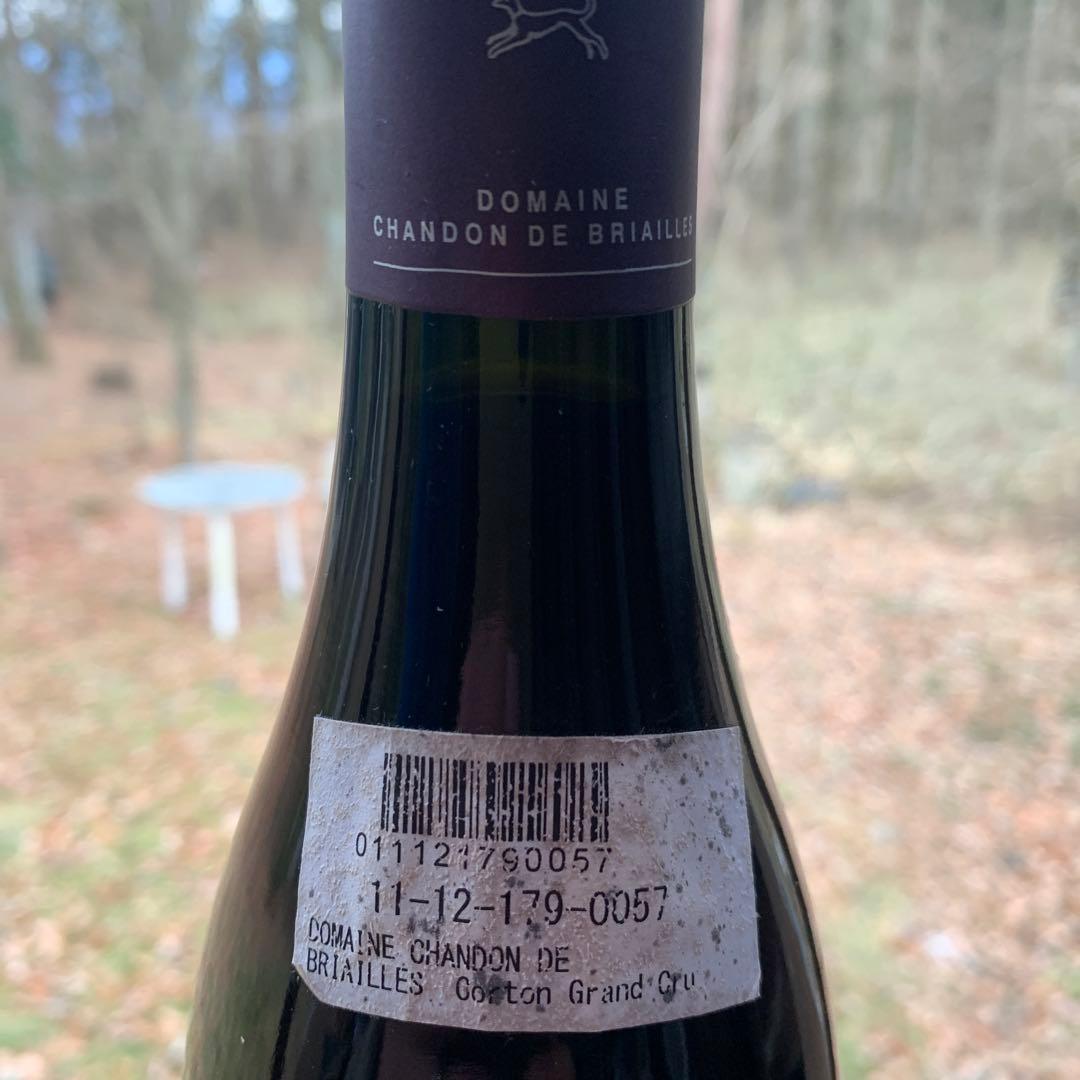 DOMAINE
CHANDON DE BRIAILLES
011121790057
11-12-179-0057
DOMAINE CHANDON DE
BRIAILLES Corton Grand Cru